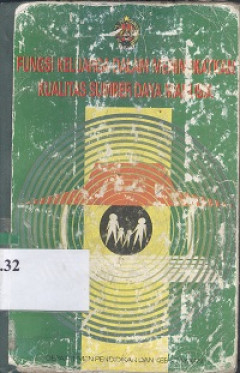 FUNGSI KELUARGA DALAM MENINGKATKAN
KUALITAS SUMBER DAYA MANUSIA
.32
DEPARTEMEN PENDIDIKAN DAN KEBUDAYAAN